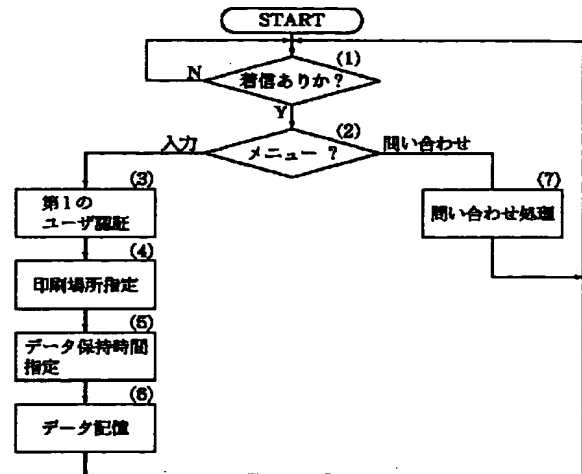 START
(1)
着信ありか?
N
Y
(2)
メニュー ?
入力
問い合わせ
(3)
第1の
ユーザ認証
(7)
問い合わせ処理
(4)
印刷場所指定
(5)
データ保持時間
指定
(6)
データ記憶